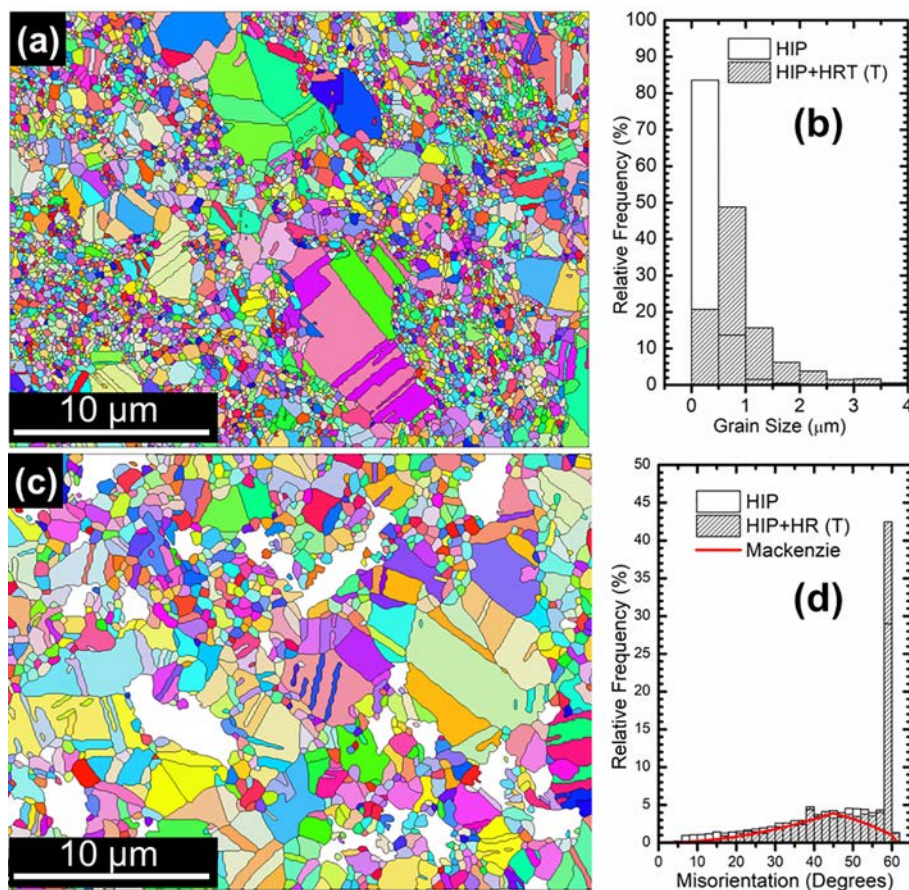 (a)
10 µm
(b)
HIP
HIP+HRT (T)
Relative Frequency (%)
100
90
80
70
60
50
40
30
20
10
0
0 1 2 3 4
Grain Size (µm)
(c)
10 µm
(d)
HIP
HIP+HR (T)
Mackenzie
Relative Frequency (%)
50
45
40
35
30
25
20
15
10
5
0
0 10 20 30 40 50 60
Misorientation (Degrees)